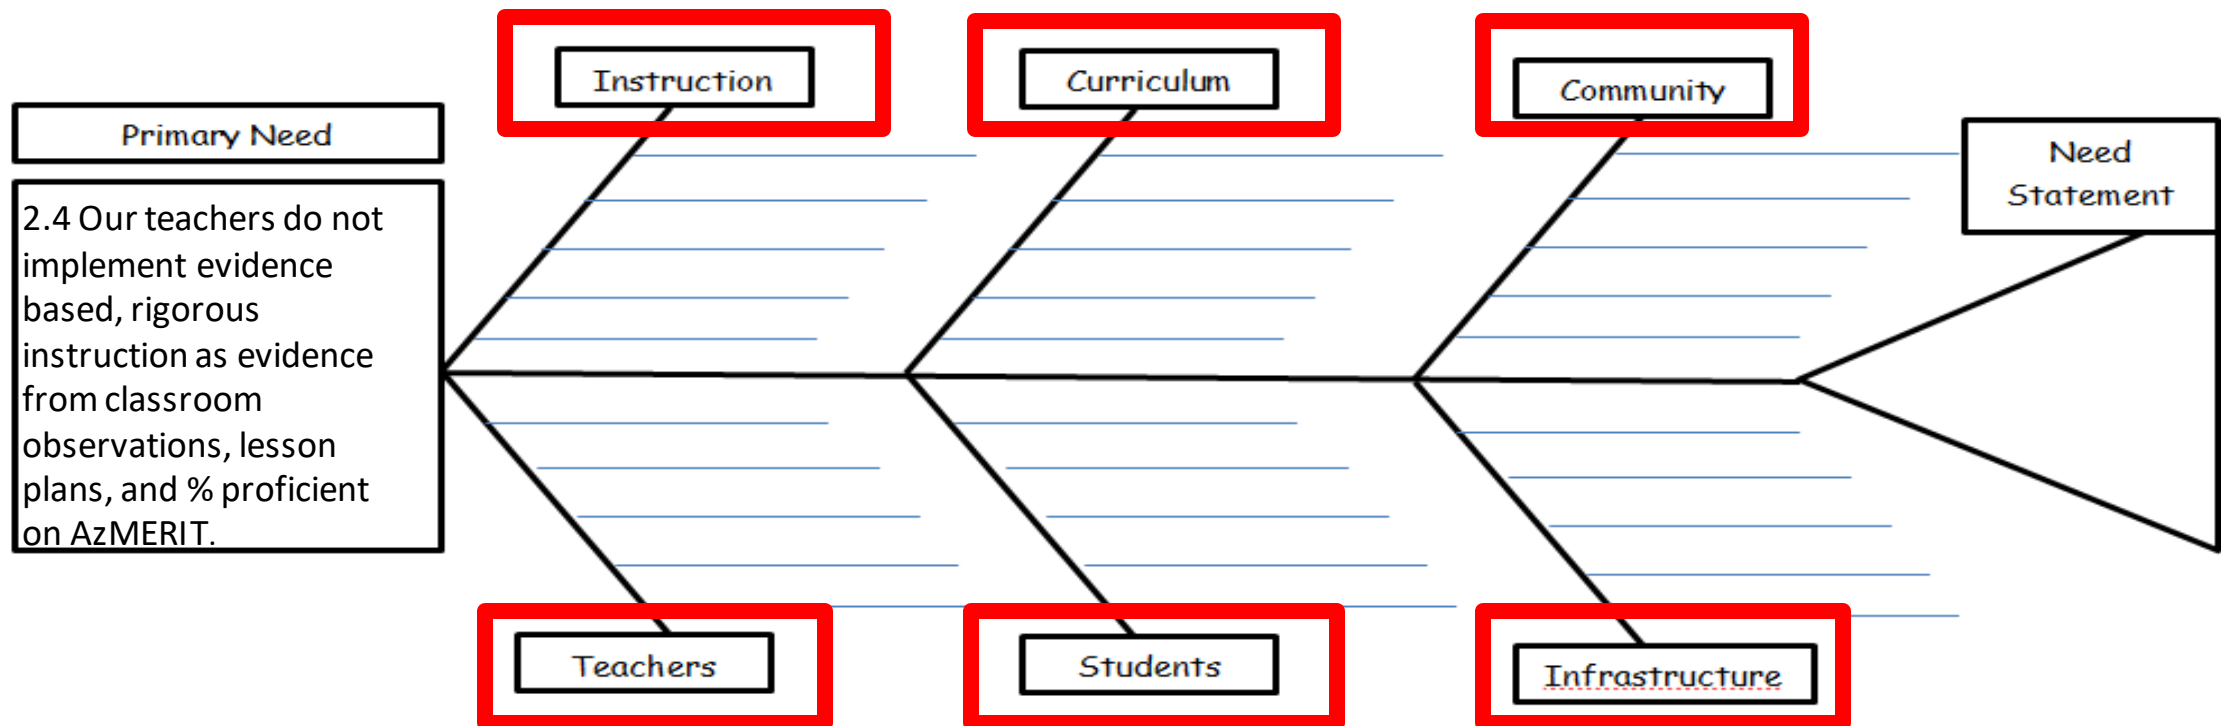 Instruction
Curriculum
Community
Primary Need
Need
Statement
2.4 Our teachers do not
implement evidence
based, rigorous
instruction as evidence
from classroom
observations, lesson
plans, and % proficient
on AzMERIT.
Teachers
Students
Infrastructure